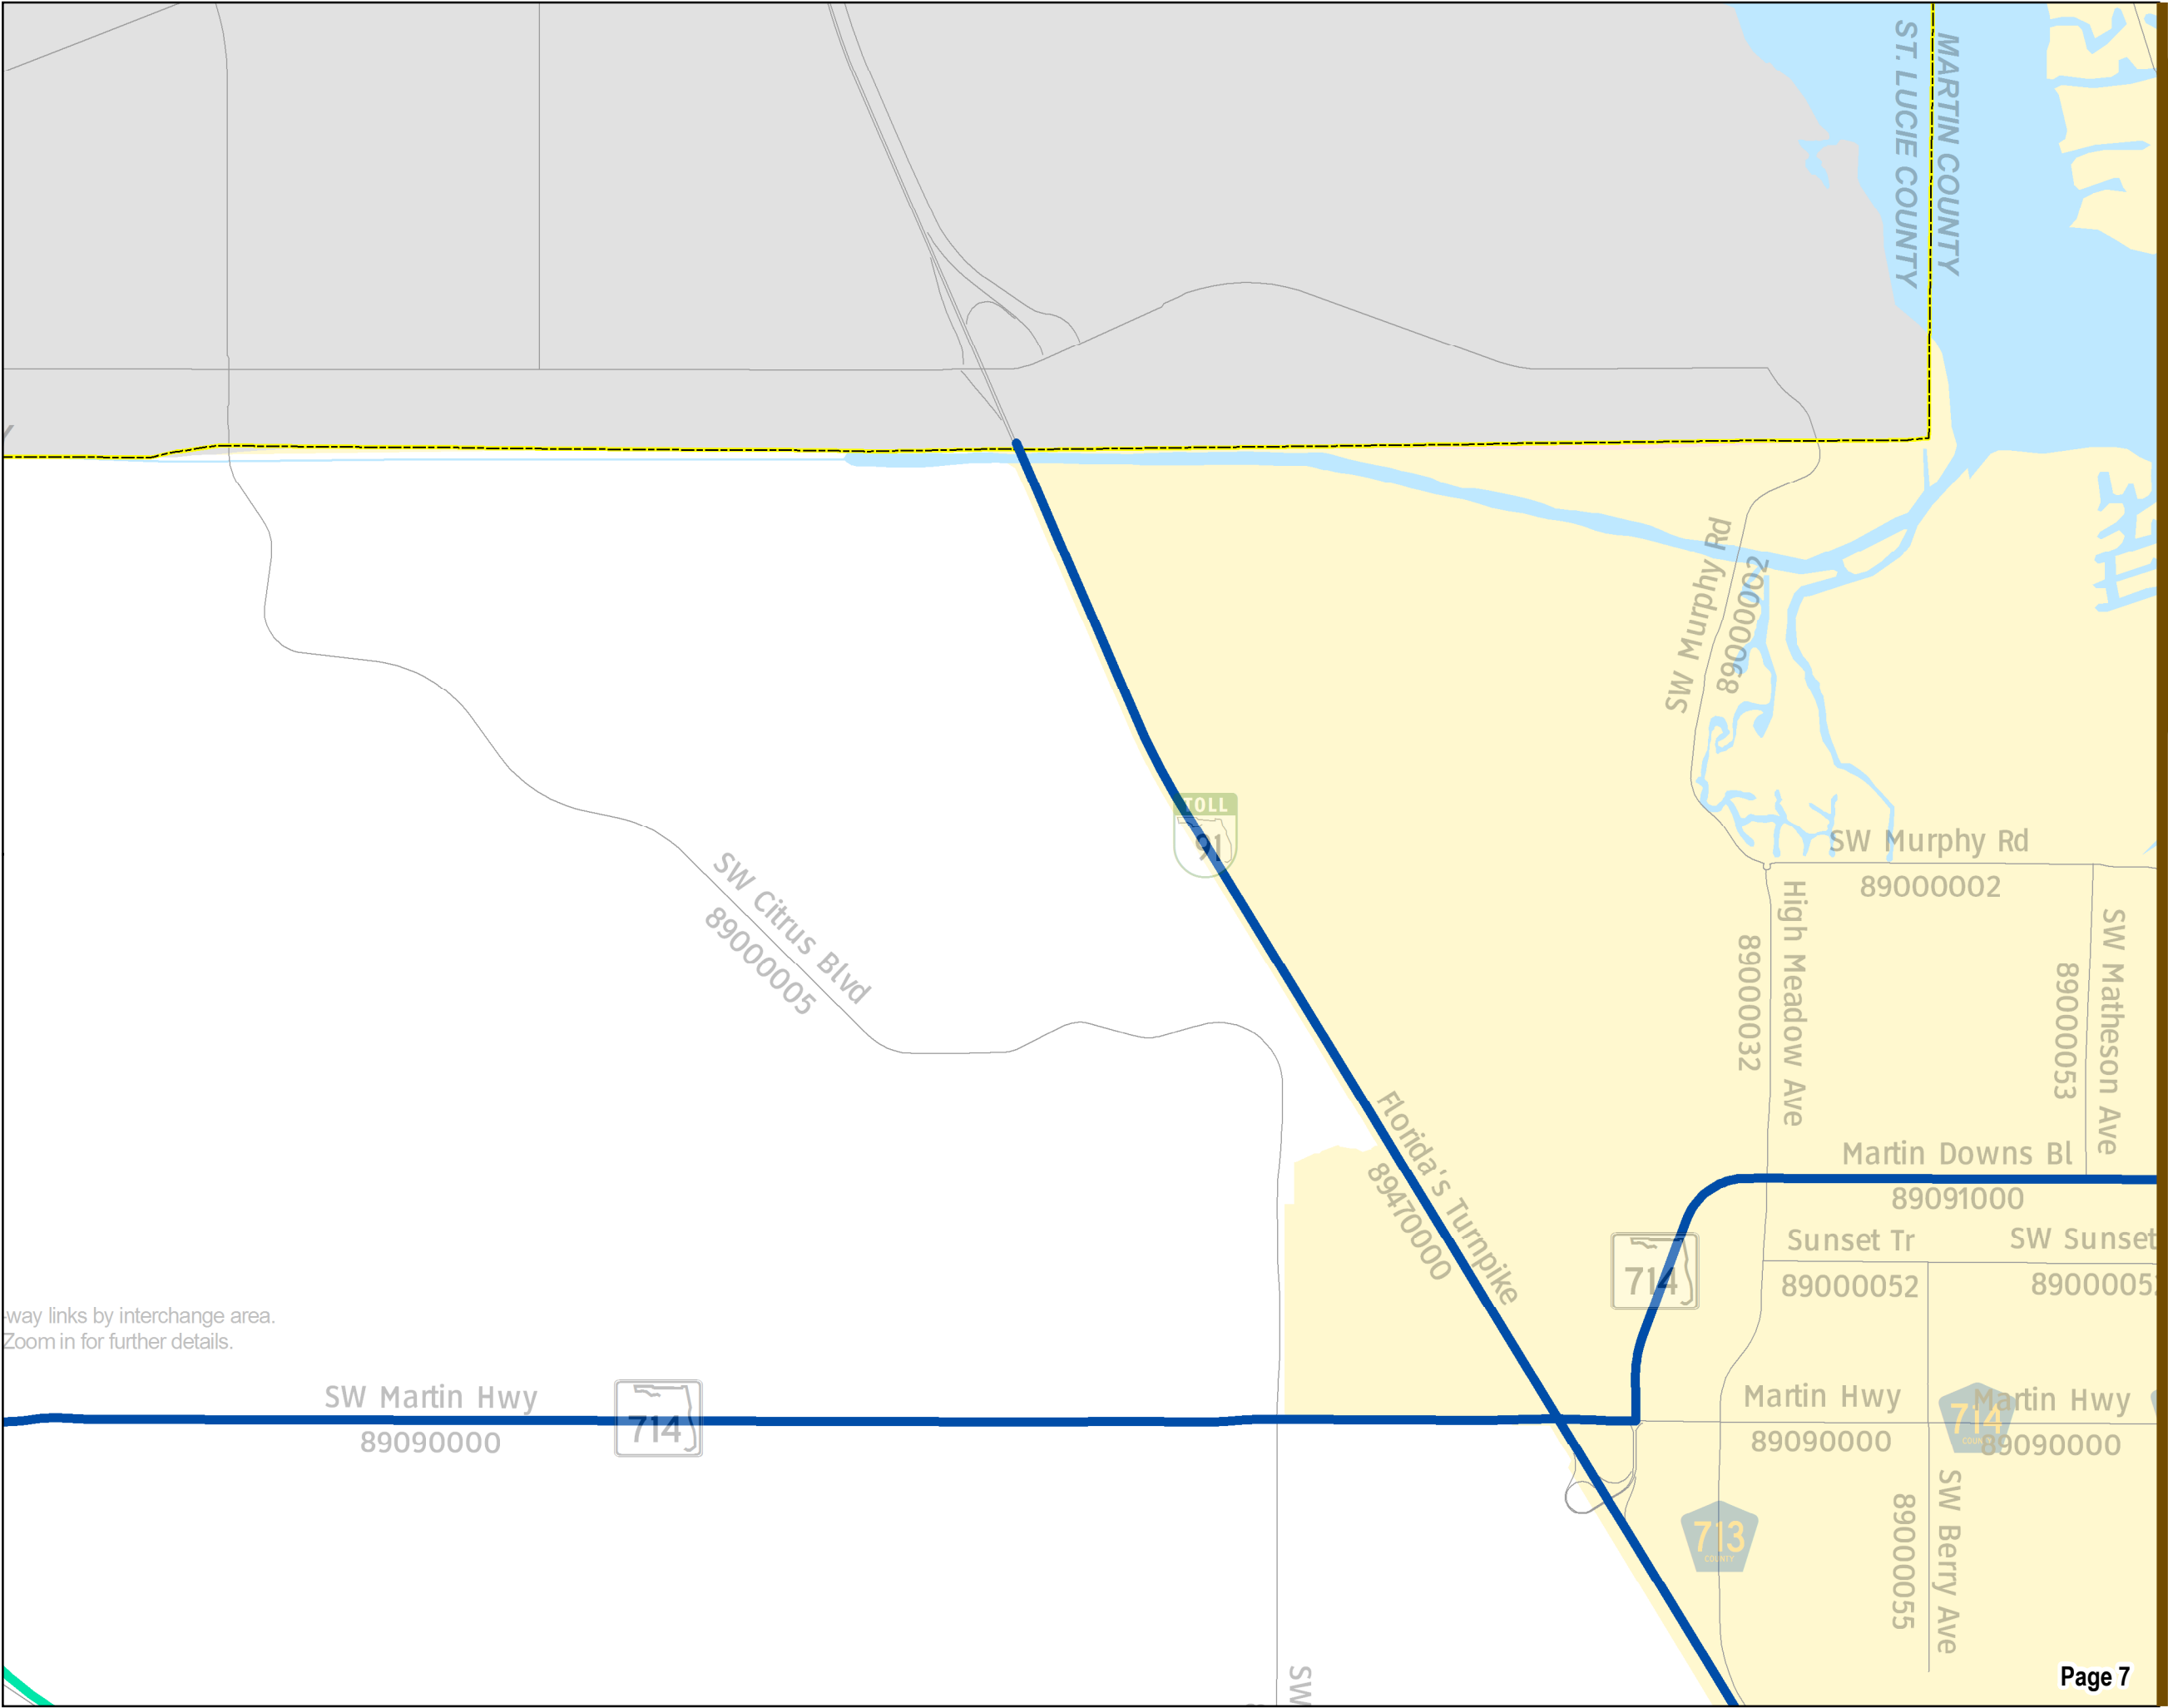 MARTIN COUNTY
ST. LUCIE COUNTY
SW Murphy Rd
89000002
TOLL
91
SW Murphy Rd
89000002
SW Citrus Blvd
89000005
High Meadow Ave
89000032
SW Matheson Ave
89000053
Florida's Turnpike
89470000
Martin Downs Bl
89091000
714
Sunset Tr
89000052
SW Sunset
8900005
-way links by interchange area.
Zoom in for further details.
SW Martin Hwy
89090000
714
Martin Hwy
89090000
714
COUNTY
Martin Hwy
89090000
713
COUNTY
SW Berry Ave
89000055
SW
Page 7